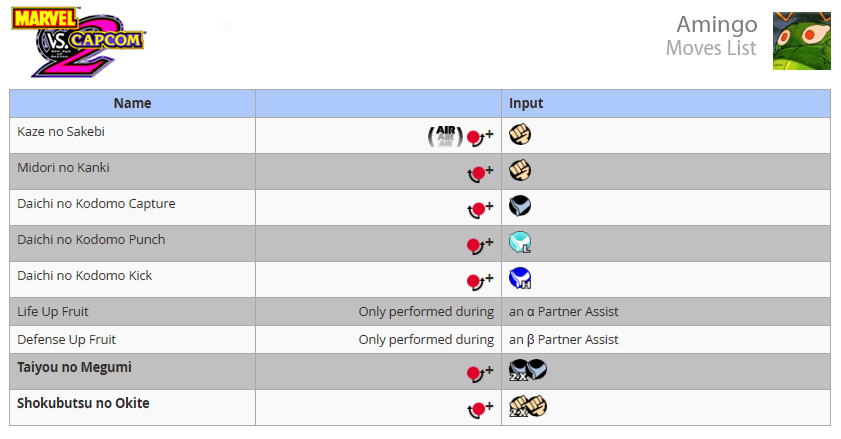 MARVEL
VS. CAPCOM
2
Amingo
Moves List
Name Input
Kaze no Sakebi (AIR) +
Midori no Kanki +
Daichi no Kodomo Capture +
Daichi no Kodomo Punch + L
Daichi no Kodomo Kick + H
Life Up Fruit Only performed during an α Partner Assist
Defense Up Fruit Only performed during an β Partner Assist
Taiyou no Megumi + 2X
Shokubutsu no Okite + 2X